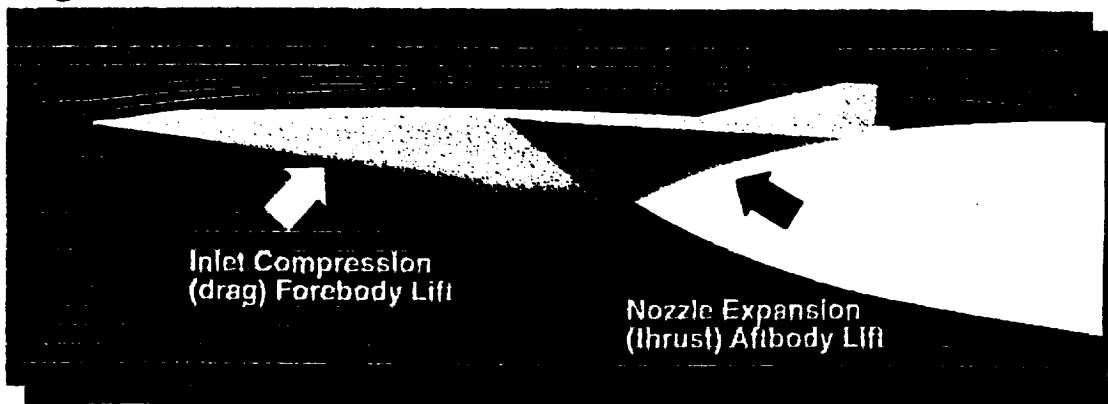 Inlet Compression
(drag) Forebody Lift
Nozzle Expansion
(thrust) Aftbody Lift